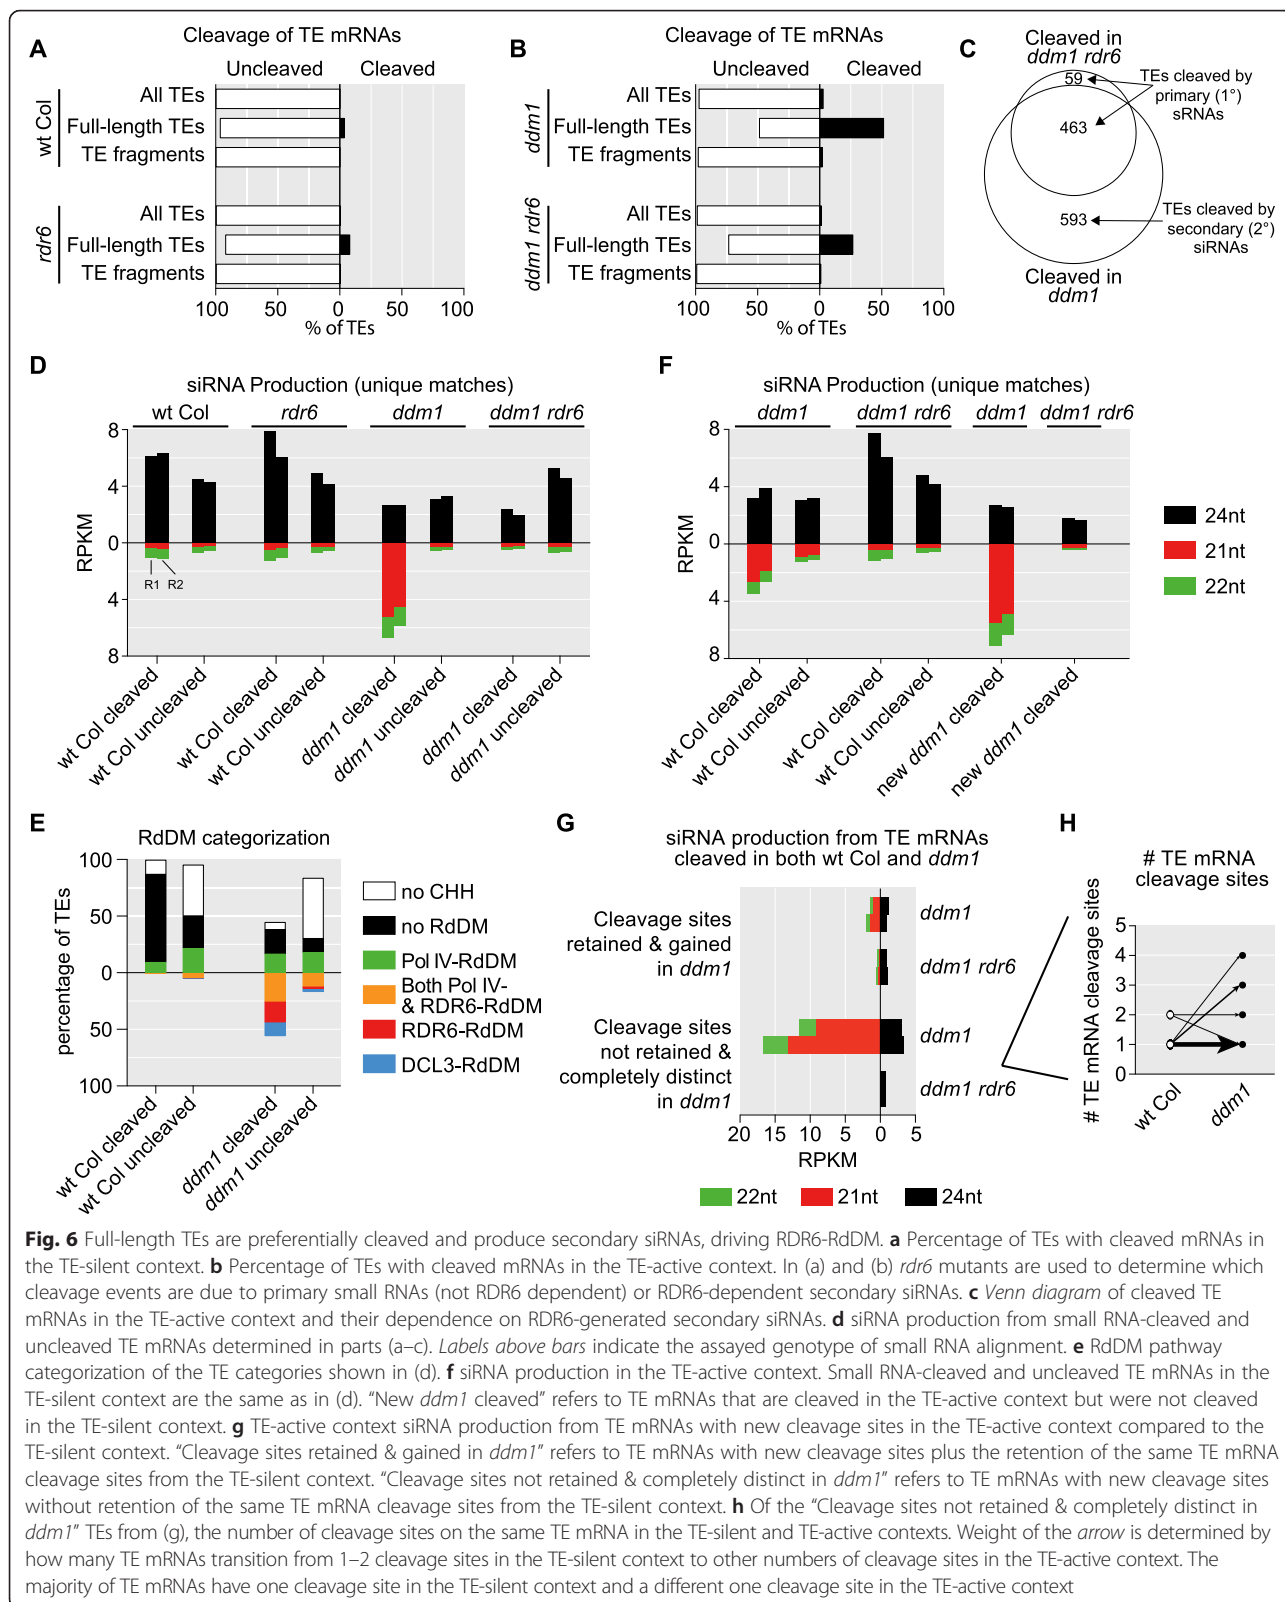 A
Cleavage of TE mRNAs
Uncleaved Cleaved
wt Col
All TEs
Full-length TEs
TE fragments
rdr6
All TEs
Full-length TEs
TE fragments
100 50 0 50 100
% of TEs
B
Cleavage of TE mRNAs
Uncleaved Cleaved
ddm1
All TEs
Full-length TEs
TE fragments
ddm1 rdr6
All TEs
Full-length TEs
TE fragments
100 50 0 50 100
% of TEs
C
Cleaved in
ddm1 rdr6
59
463
593
TEs cleaved by
primary (1°)
sRNAs
TEs cleaved by
secondary (2°)
siRNAs
Cleaved in
ddm1
D
siRNA Production (unique matches)
wt Col rdr6 ddm1 ddm1 rdr6
8
4
0
4
8
RPKM
R1 R2
wt Col cleaved
wt Col uncleaved
wt Col cleaved
wt Col uncleaved
ddm1 cleaved
ddm1 uncleaved
ddm1 cleaved
ddm1 uncleaved
F
siRNA Production (unique matches)
ddm1 ddm1 rdr6 ddm1 ddm1 rdr6
8
4
0
4
8
RPKM
wt Col cleaved
wt Col uncleaved
wt Col cleaved
wt Col uncleaved
new ddm1 cleaved
new ddm1 cleaved
24nt
21nt
22nt
E
RdDM categorization
100
50
0
50
100
percentage of TEs
wt Col cleaved
wt Col uncleaved
ddm1 cleaved
ddm1 uncleaved
no CHH
no RdDM
Pol IV-RdDM
Both Pol IV-
& RDR6-RdDM
RDR6-RdDM
DCL3-RdDM
G
siRNA production from TE mRNAs
cleaved in both wt Col and ddm1
Cleavage sites
retained & gained
in ddm1
ddm1
ddm1 rdr6
Cleavage sites
not retained &
completely distinct
in ddm1
ddm1
ddm1 rdr6
20 15 10 5 0 5
RPKM
22nt 21nt 24nt
H
# TE mRNA
cleavage sites
# TE mRNA cleavage sites
5
4
3
2
1
0
wt Col
ddm1
Fig. 6 Full-length TEs are preferentially cleaved and produce secondary siRNAs, driving RDR6-RdDM. a Percentage of TEs with cleaved mRNAs in
the TE-silent context. b Percentage of TEs with cleaved mRNAs in the TE-active context. In (a) and (b) rdr6 mutants are used to determine which
cleavage events are due to primary small RNAs (not RDR6 dependent) or RDR6-dependent secondary siRNAs. c Venn diagram of cleaved TE
mRNAs in the TE-active context and their dependence on RDR6-generated secondary siRNAs. d siRNA production from small RNA-cleaved and
uncleaved TE mRNAs determined in parts (a–c). Labels above bars indicate the assayed genotype of small RNA alignment. e RdDM pathway
categorization of the TE categories shown in (d). f siRNA production in the TE-active context. Small RNA-cleaved and uncleaved TE mRNAs in the
TE-silent context are the same as in (d). “New ddm1 cleaved” refers to TE mRNAs that are cleaved in the TE-active context but were not cleaved
in the TE-silent context. g TE-active context siRNA production from TE mRNAs with new cleavage sites in the TE-active context compared to the
TE-silent context. “Cleavage sites retained & gained in ddm1” refers to TE mRNAs with new cleavage sites plus the retention of the same TE mRNA
cleavage sites from the TE-silent context. “Cleavage sites not retained & completely distinct in ddm1” refers to TE mRNAs with new cleavage sites
without retention of the same TE mRNA cleavage sites from the TE-silent context. h Of the “Cleavage sites not retained & completely distinct in
ddm1” TEs from (g), the number of cleavage sites on the same TE mRNA in the TE-silent and TE-active contexts. Weight of the arrow is determined by
how many TE mRNAs transition from 1–2 cleavage sites in the TE-silent context to other numbers of cleavage sites in the TE-active context. The
majority of TE mRNAs have one cleavage site in the TE-silent context and a different one cleavage site in the TE-active context